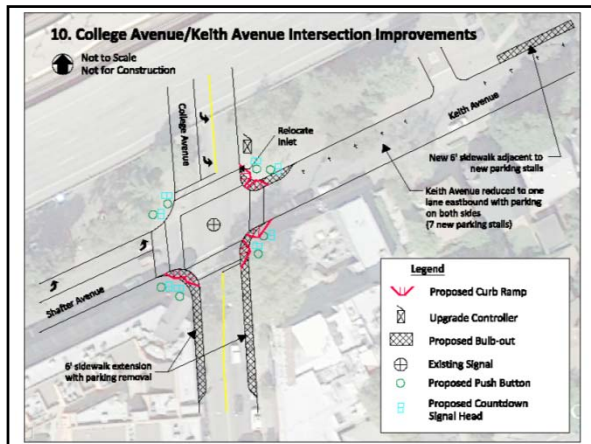 10. College Avenue/Keith Avenue Intersection Improvements
Not to Scale
Not for Construction
College Avenue
Relocate
Inlet
Keith Avenue
New 6' sidewalk adjacent to
new parking stalls
Keith Avenue reduced to one
lane eastbound with parking
on both sides
(7 new parking stalls)
Shafter Avenue
6' sidewalk extension
with parking removal
Legend
Proposed Curb Ramp
Upgrade Controller
Proposed Bulb-out
Existing Signal
Proposed Push Button
Proposed Countdown
Signal Head